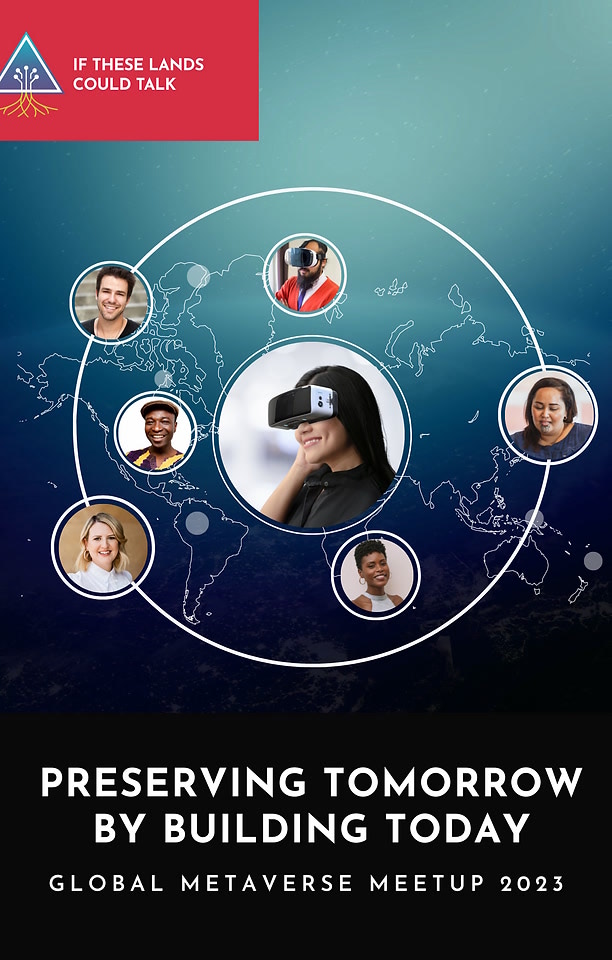 IF THESE LANDS
COULD TALK
PRESERVING TOMORROW
BY BUILDING TODAY
GLOBAL METAVERSE MEETUP 2023